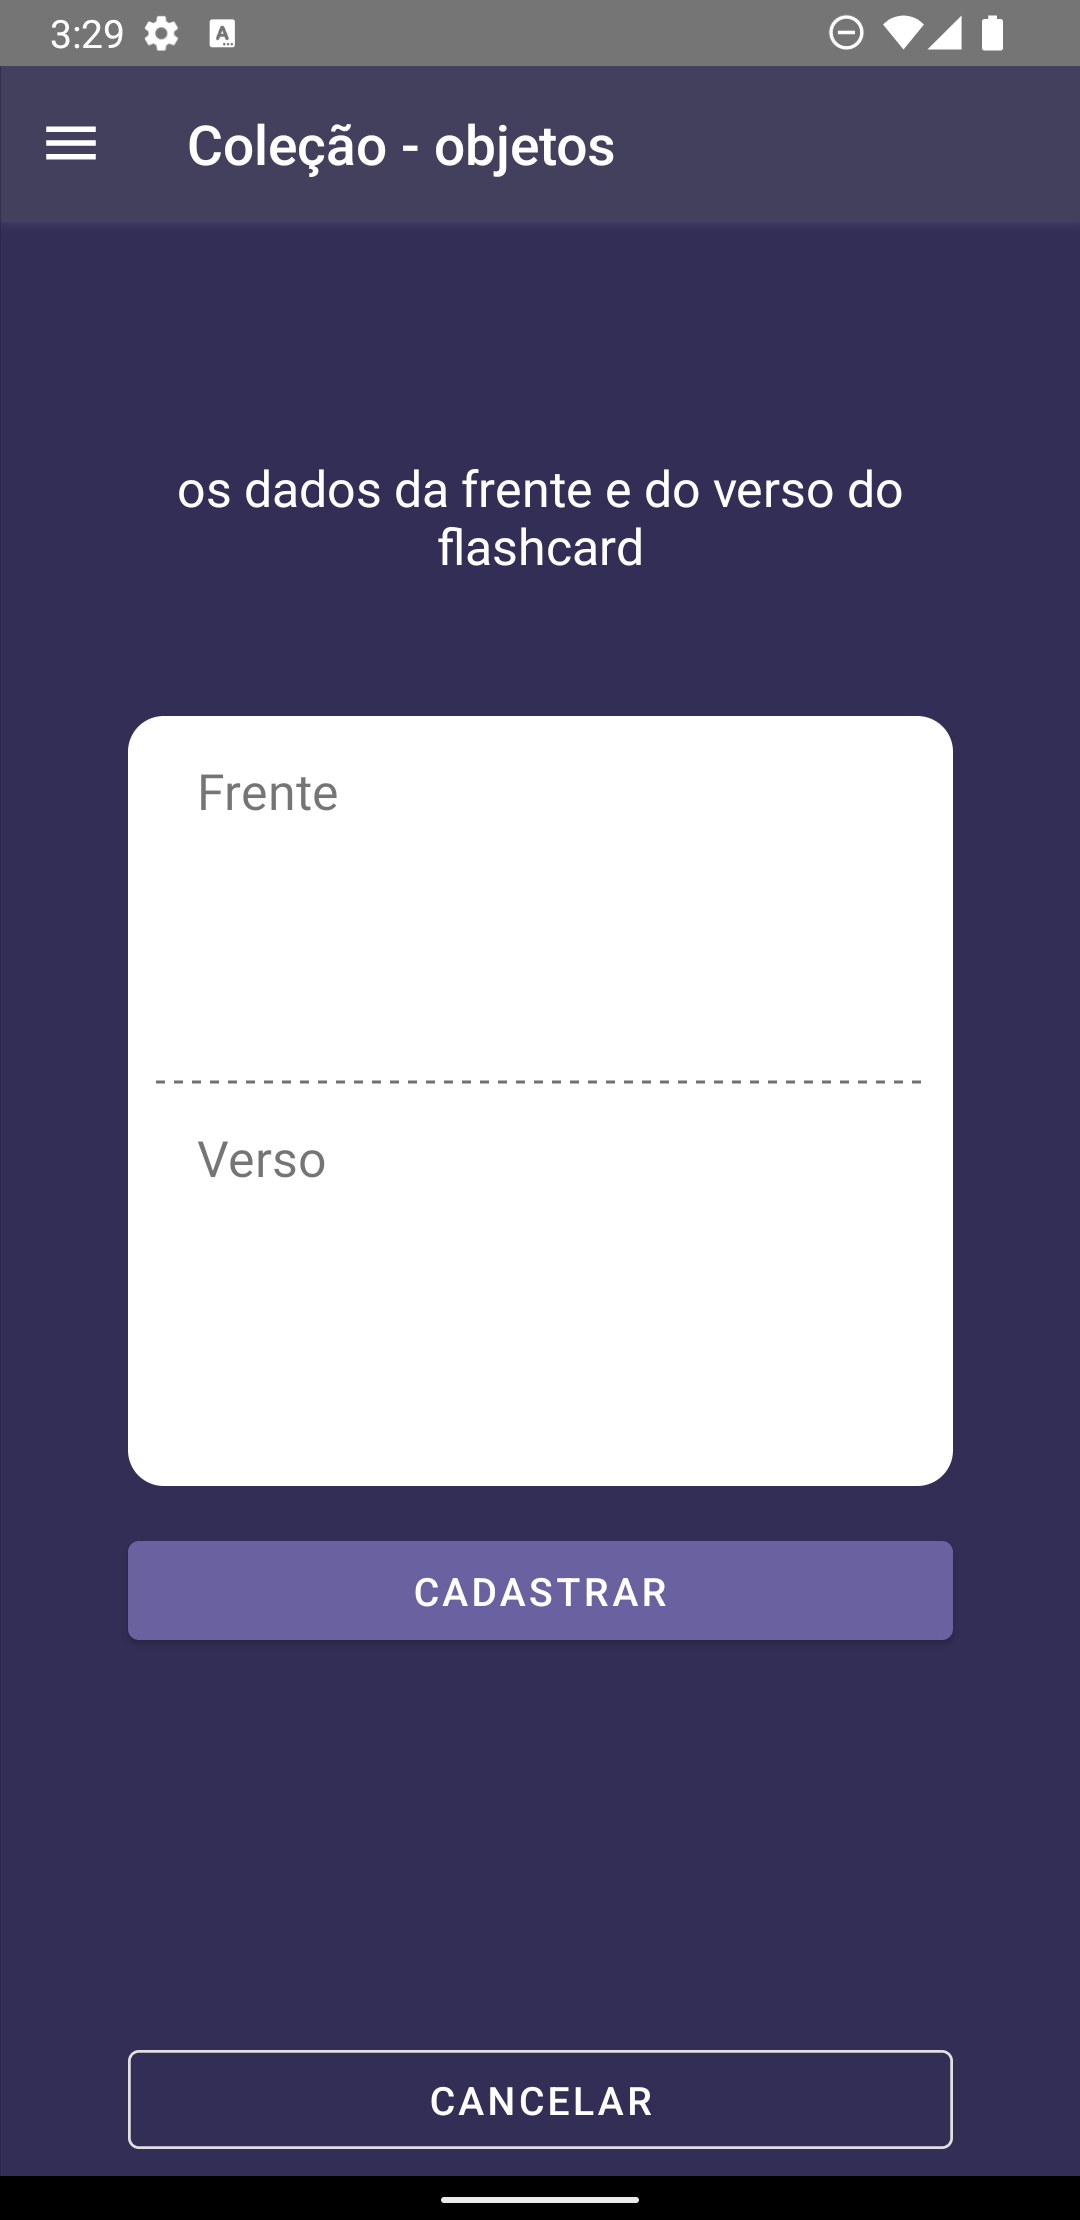 3:29
Coleção - objetos
os dados da frente e do verso do
flashcard
Frente
Verso
CADASTRAR
CANCELAR